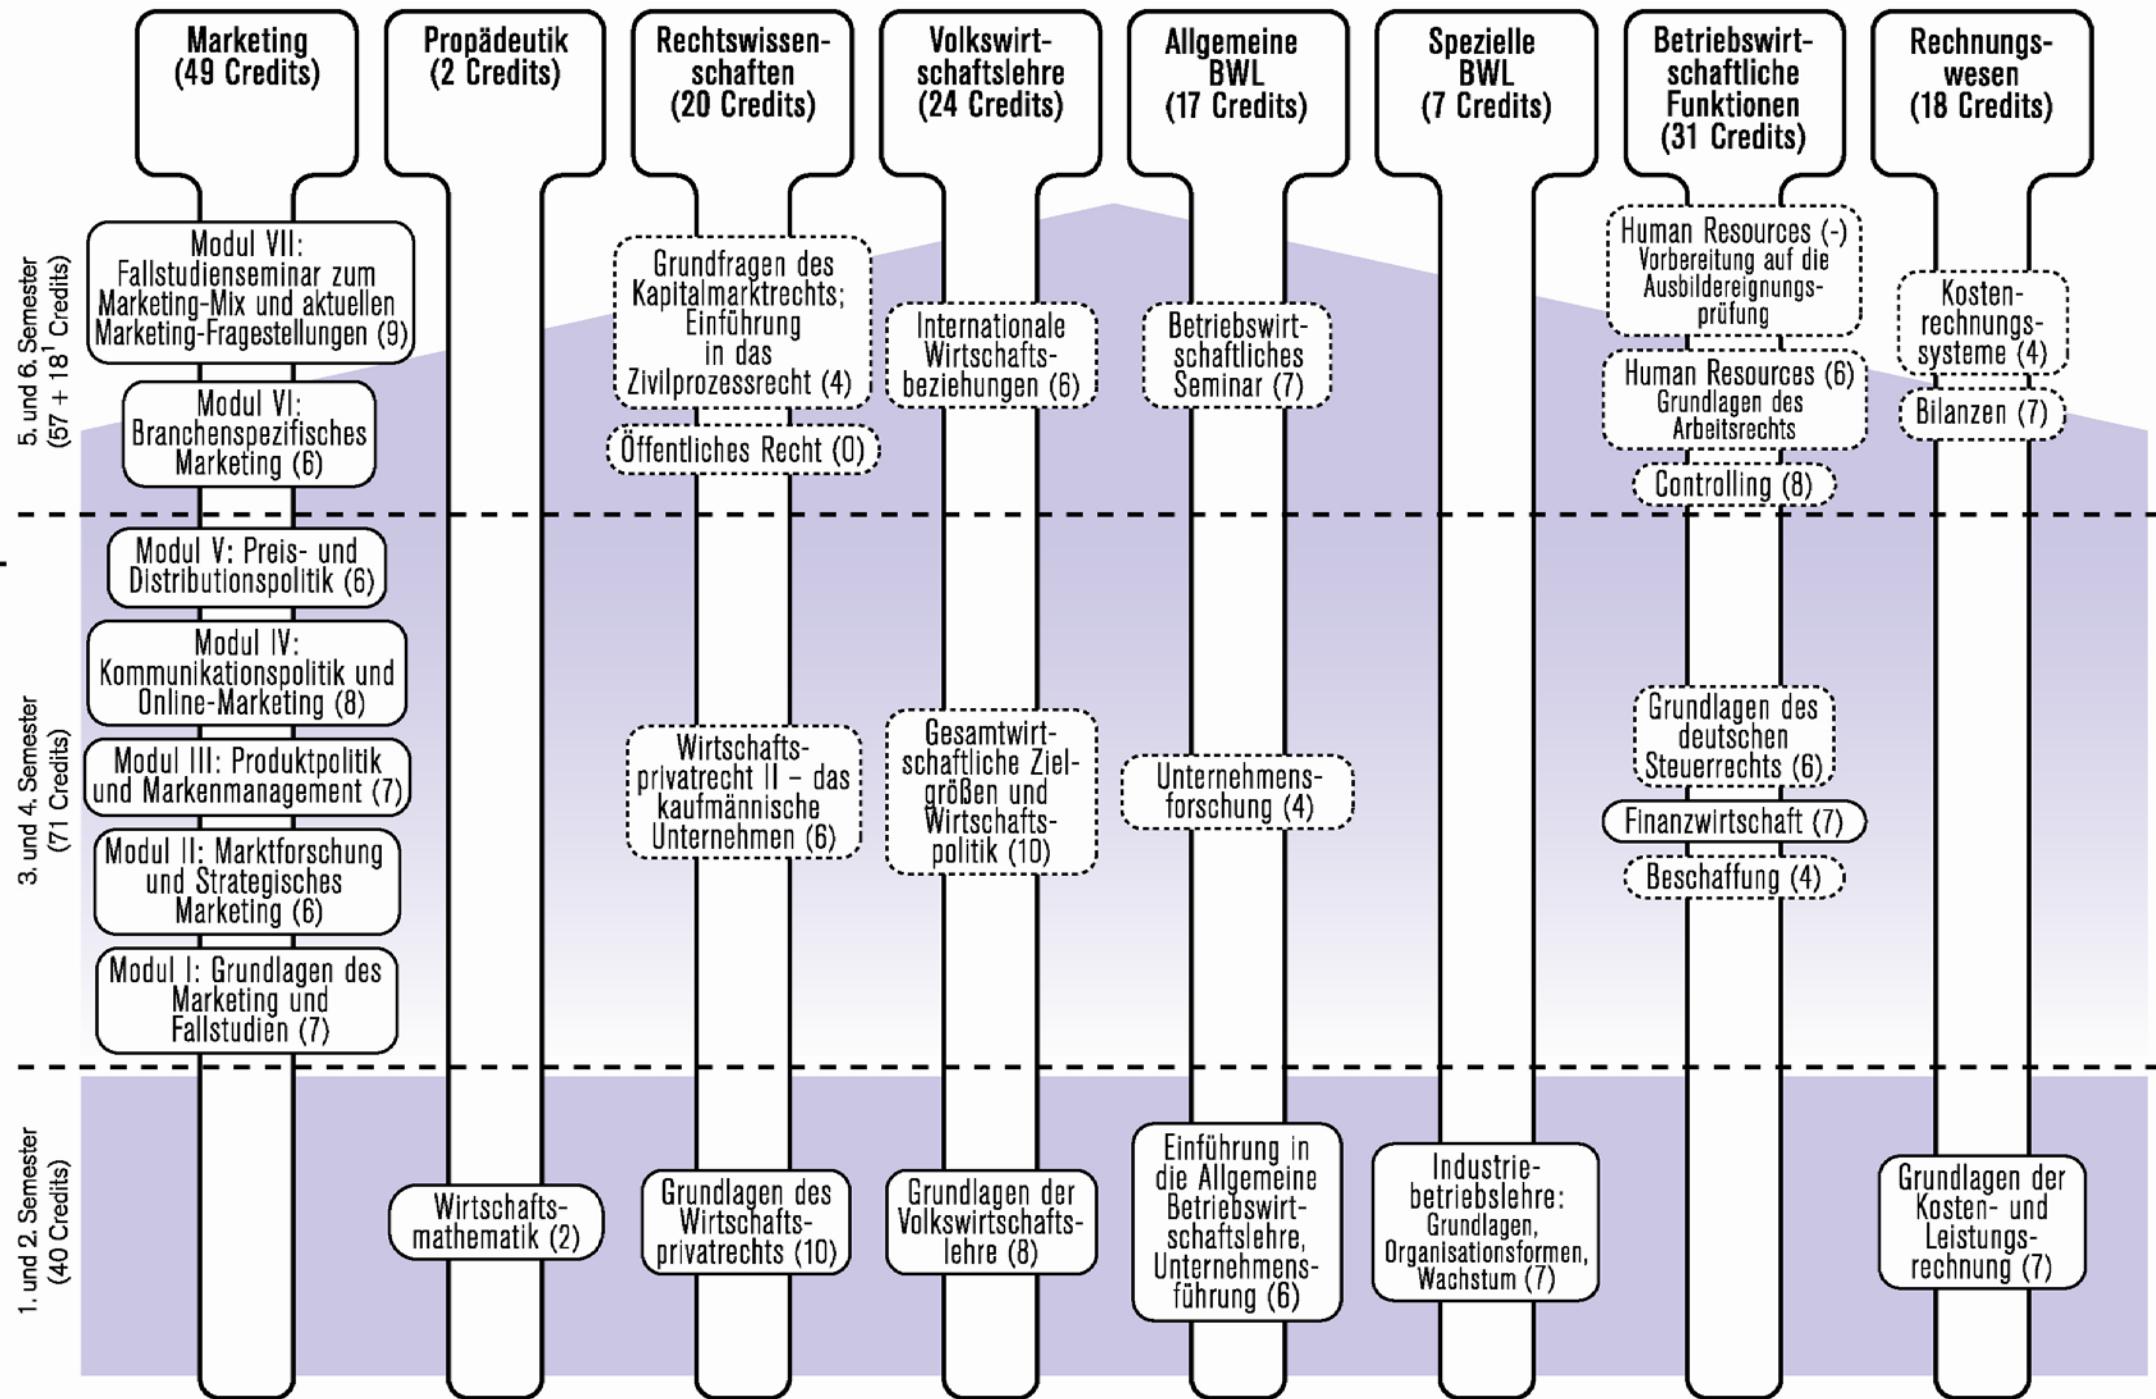 Marketing
(49 Credits)
Propädeutik
(2 Credits)
Rechtswissen-
schaften
(20 Credits)
Volkswirt-
schaftslehre
(24 Credits)
Allgemeine
BWL
(17 Credits)
Spezielle
BWL
(7 Credits)
Betriebswirt-
schaftliche
Funktionen
(31 Credits)
Rechnungs-
wesen
(18 Credits)
5. und 6. Semester
(57 + 18¹ Credits)
Modul VII:
Fallstudienseminar zum
Marketing-Mix und aktuellen
Marketing-Fragestellungen (9)
Modul VI:
Branchenspezifisches
Marketing (6)
Grundfragen des
Kapitalmarktrechts;
Einführung
in das
Zivilprozessrecht (4)
Öffentliches Recht (0)
Internationale
Wirtschafts-
beziehungen (6)
Betriebswirt-
schaftliches
Seminar (7)
Human Resources (-)
Vorbereitung auf die
Ausbildereignungs-
prüfung
Human Resources (6)
Grundlagen des
Arbeitsrechts
Controlling (8)
Kosten-
rechnungs-
systeme (4)
Bilanzen (7)
3. und 4. Semester
(71 Credits)
Modul V: Preis- und
Distributionspolitik (6)
Modul IV:
Kommunikationspolitik und
Online-Marketing (8)
Modul III: Produktpolitik
und Markenmanagement (7)
Modul II: Marktforschung
und Strategisches
Marketing (6)
Modul I: Grundlagen des
Marketing und
Fallstudien (7)
Wirtschafts-
privatrecht II – das
kaufmännische
Unternehmen (6)
Gesamtwirt-
schaftliche Ziel-
größen und
Wirtschafts-
politik (10)
Unternehmens-
forschung (4)
Grundlagen des
deutschen
Steuerrechts (6)
Finanzwirtschaft (7)
Beschaffung (4)
1. und 2. Semester
(40 Credits)
Wirtschafts-
mathematik (2)
Grundlagen des
Wirtschafts-
privatrechts (10)
Grundlagen der
Volkswirtschafts-
lehre (8)
Einführung in
die Allgemeine
Betriebswirt-
schaftslehre,
Unternehmens-
führung (6)
Industrie-
betriebslehre:
Grundlagen,
Organisationsformen,
Wachstum (7)
Grundlagen der
Kosten- und
Leistungs-
rechnung (7)